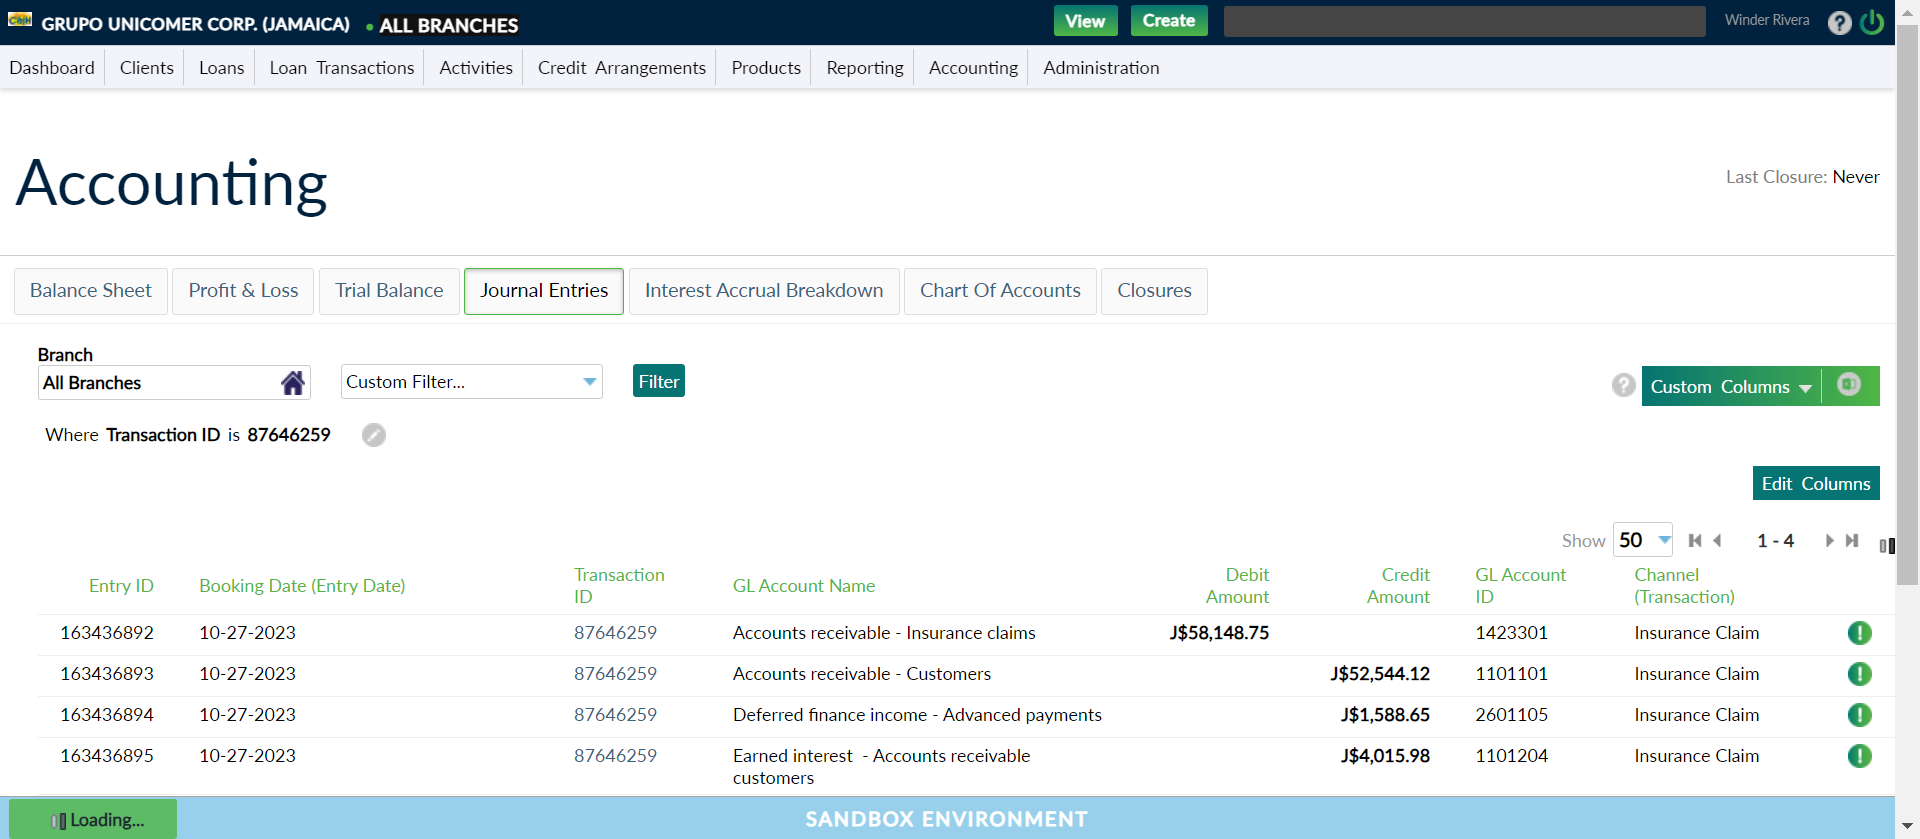 GRUPO UNICOMER CORP. (JAMAICA) • ALL BRANCHES View Create Winder Rivera ?
Dashboard Clients Loans Loan Transactions Activities Credit Arrangements Products Reporting Accounting Administration
Accounting
Last Closure: Never
Balance Sheet Profit & Loss Trial Balance Journal Entries Interest Accrual Breakdown Chart Of Accounts Closures
Branch
All Branches Custom Filter... Filter ? Custom Columns
Where Transaction ID is 87646259
Edit Columns
Show 50 1 - 4
Entry ID Booking Date (Entry Date) Transaction ID GL Account Name Debit Amount Credit Amount GL Account ID Channel (Transaction)
163436892 10-27-2023 87646259 Accounts receivable - Insurance claims J$58,148.75 1423301 Insurance Claim
163436893 10-27-2023 87646259 Accounts receivable - Customers J$52,544.12 1101101 Insurance Claim
163436894 10-27-2023 87646259 Deferred finance income - Advanced payments J$1,588.65 2601105 Insurance Claim
163436895 10-27-2023 87646259 Earned interest - Accounts receivable customers J$4,015.98 1101204 Insurance Claim
Loading... SANDBOX ENVIRONMENT